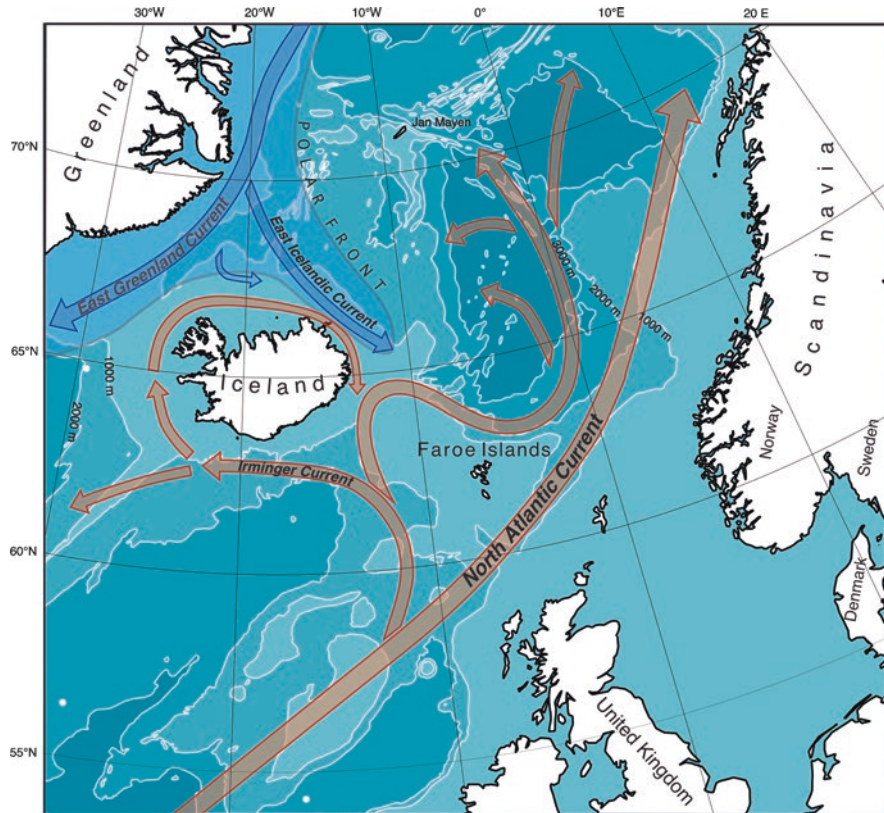 30°W 20°W 10°W 0° 10°E 20 E
Greenland
Jan Mayen
70°N
POLAR FRONT
Scandinavia
East Greenland Current
East Icelandic Current
3000 m
2000 m
1000 m
65°N
1000 m
2000 m
Iceland
Faroe Islands
Norway
Sweden
Irminger Current
North Atlantic Current
60°N
Denmark
United Kingdom
55°N